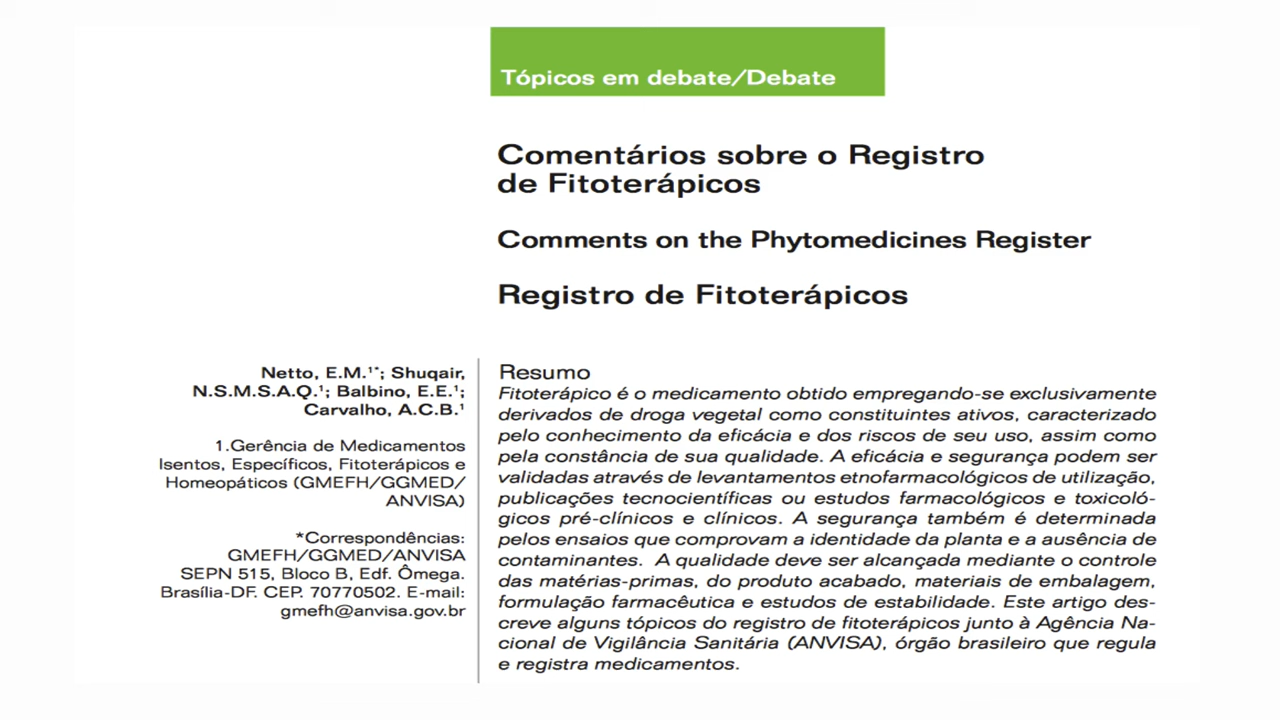 Tópicos em debate/Debate
Comentários sobre o Registro
de Fitoterápicos
Comments on the Phytomedicines Register
Registro de Fitoterápicos
Netto, E.M.¹*; Shuqair,
N.S.M.S.A.Q.¹; Balbino, E.E.¹;
Carvalho, A.C.B.¹
1.Gerência de Medicamentos
Isentos, Específicos, Fitoterápicos e
Homeopáticos (GMEFH/GGMED/
ANVISA)
*Correspondências:
GMEFH/GGMED/ANVISA
SEPN 515, Bloco B, Edf. Ômega.
Brasília-DF. CEP. 70770502. E-mail:
gmefh@anvisa.gov.br
Resumo
Fitoterápico é o medicamento obtido empregando-se exclusivamente
derivados de droga vegetal como constituintes ativos, caracterizado
pelo conhecimento da eficácia e dos riscos de seu uso, assim como
pela constância de sua qualidade. A eficácia e segurança podem ser
validadas através de levantamentos etnofarmacológicos de utilização,
publicações tecnocientíficas ou estudos farmacológicos e toxicoló-
gicos pré-clínicos e clínicos. A segurança também é determinada
pelos ensaios que comprovam a identidade da planta e a ausência de
contaminantes. A qualidade deve ser alcançada mediante o controle
das matérias-primas, do produto acabado, materiais de embalagem,
formulação farmacêutica e estudos de estabilidade. Este artigo des-
creve alguns tópicos do registro de fitoterápicos junto à Agência Na-
cional de Vigilância Sanitária (ANVISA), órgão brasileiro que regula
e registra medicamentos.